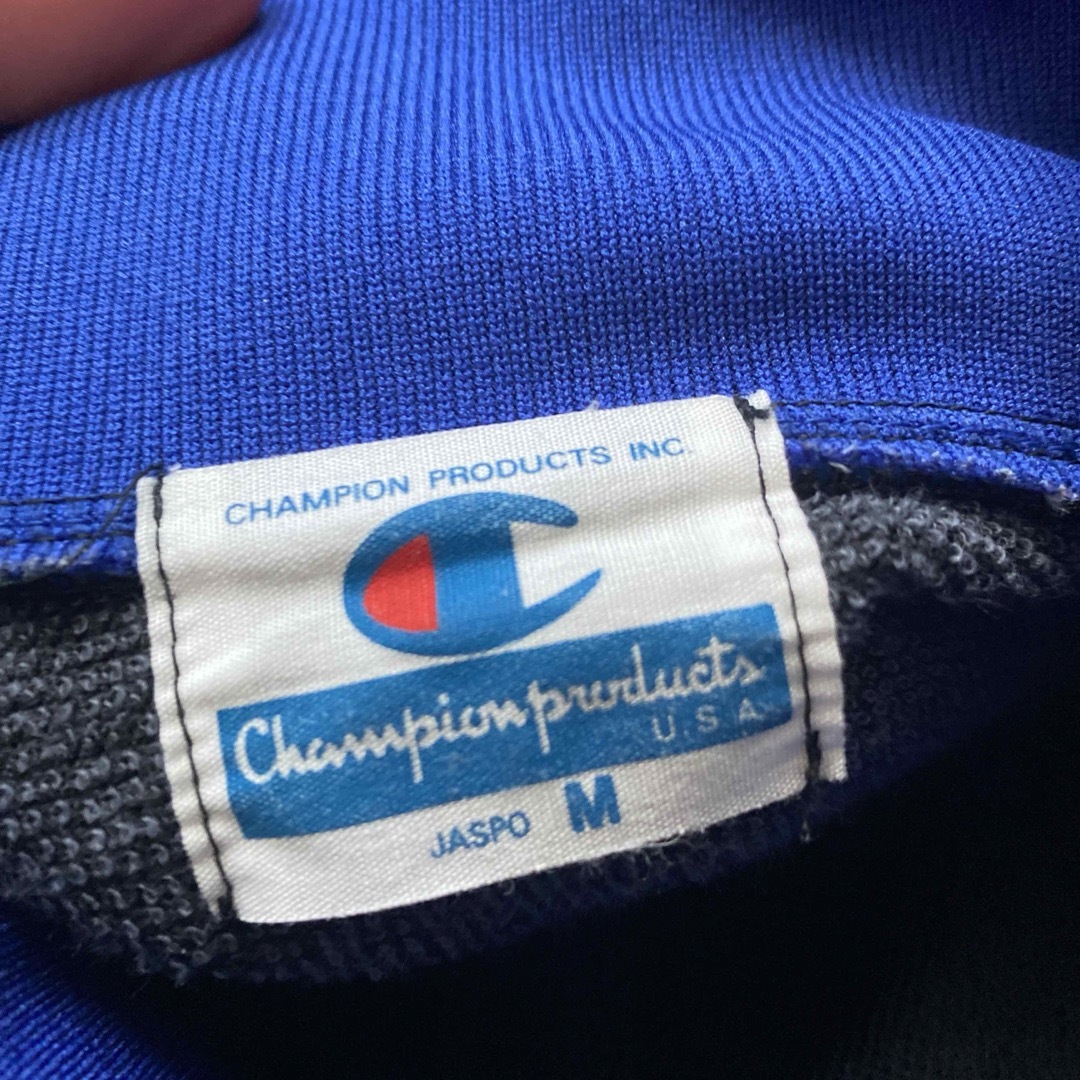 CHAMPION PRODUCTS INC.
Championproducts
U.S.A.
JASPO M